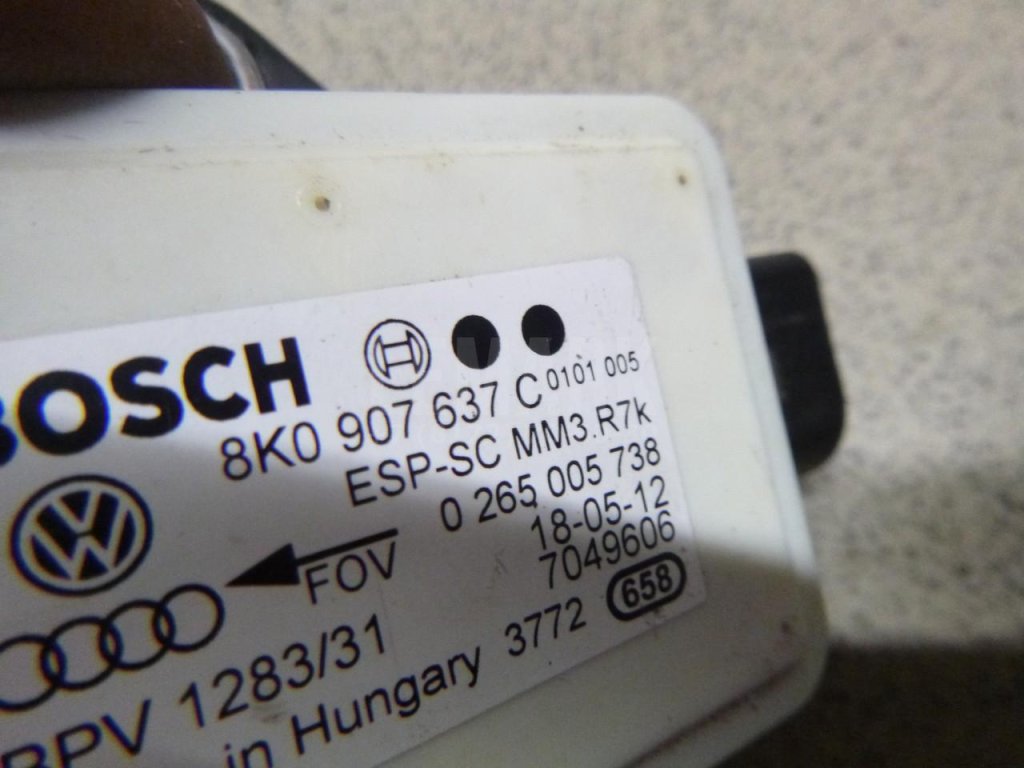 BOSCH
8K0 907 637 C 0101 005
ESP-SC MM3.R7k
0 265 005 738
18-05-12
FOV 7049606
BPV 1283/31 658
in Hungary 3772